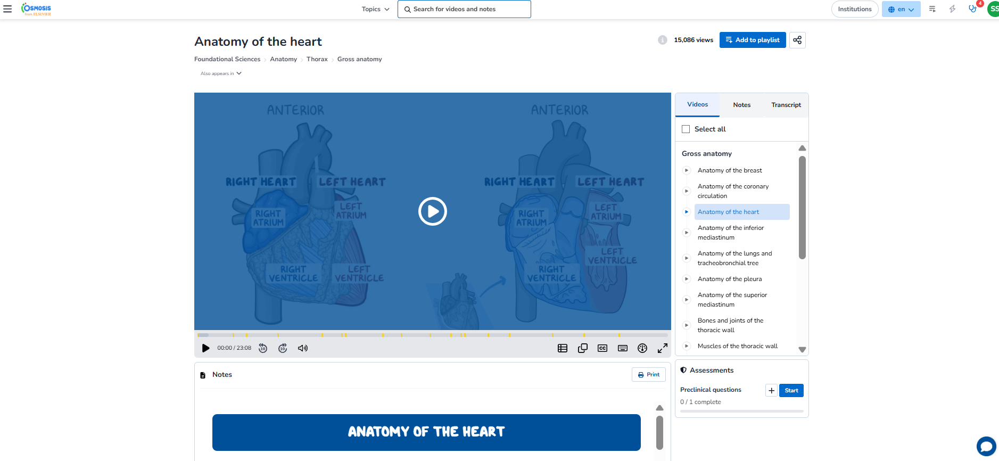 OSMOSIS
from ELSEVIER
Topics
Search for videos and notes
Institutions
en
4
SS
Anatomy of the heart
15,086 views
Add to playlist
Foundational Sciences > Anatomy > Thorax > Gross anatomy
Also appears in
ANTERIOR
ANTERIOR
RIGHT HEART
LEFT HEART
RIGHT HEART
LEFT HEART
RIGHT ATRIUM
LEFT ATRIUM
RIGHT ATRIUM
LEFT ATRIUM
RIGHT VENTRICLE
LEFT VENTRICLE
RIGHT VENTRICLE
LEFT VENTRICLE
00:00 / 23:08
10
10
CC
Videos
Notes
Transcript
Select all
Gross anatomy
Anatomy of the breast
Anatomy of the coronary
circulation
Anatomy of the heart
Anatomy of the inferior
mediastinum
Anatomy of the lungs and
tracheobronchial tree
Anatomy of the pleura
Anatomy of the superior
mediastinum
Bones and joints of the
thoracic wall
Muscles of the thoracic wall
Notes
Print
ANATOMY OF THE HEART
Assessments
Preclinical questions
Start
0 / 1 complete